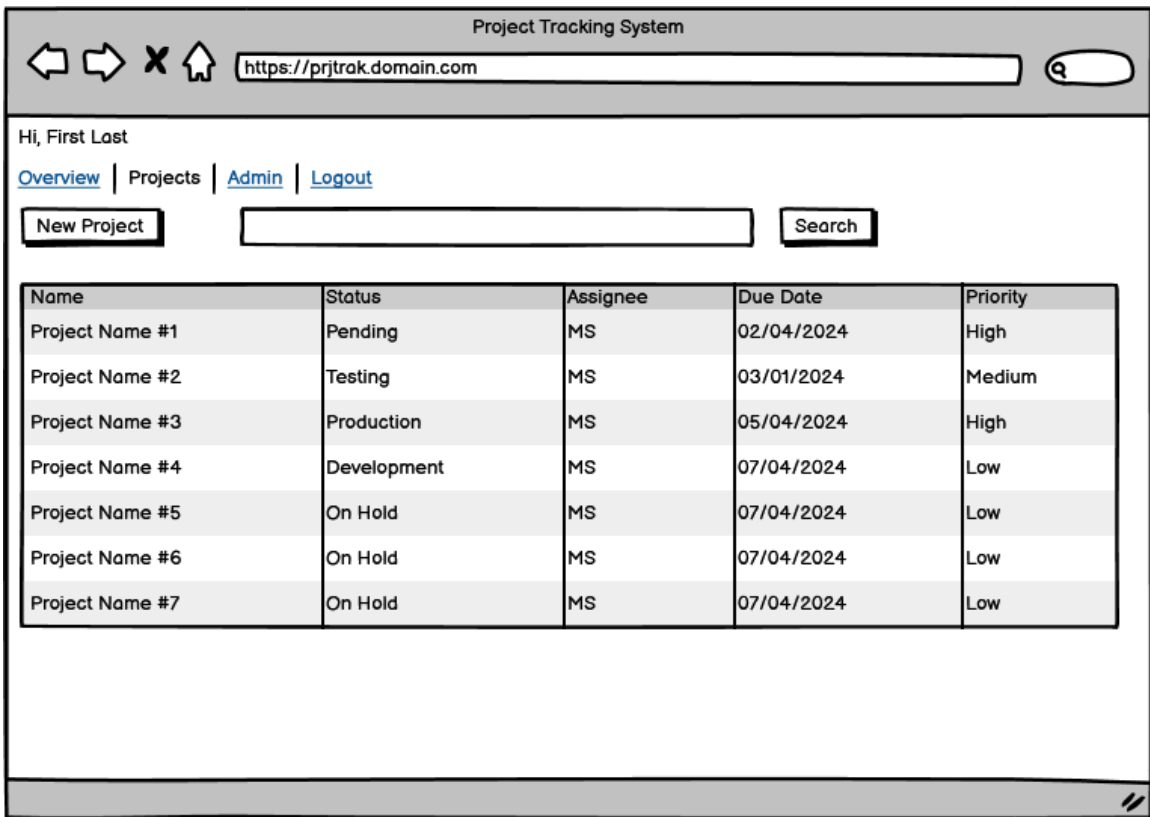 Project Tracking System
https://prjtrak.domain.com
Hi, First Last
Overview Projects Admin Logout
New Project Search
Name Status Assignee Due Date Priority
Project Name #1 Pending MS 02/04/2024 High
Project Name #2 Testing MS 03/01/2024 Medium
Project Name #3 Production MS 05/04/2024 High
Project Name #4 Development MS 07/04/2024 Low
Project Name #5 On Hold MS 07/04/2024 Low
Project Name #6 On Hold MS 07/04/2024 Low
Project Name #7 On Hold MS 07/04/2024 Low